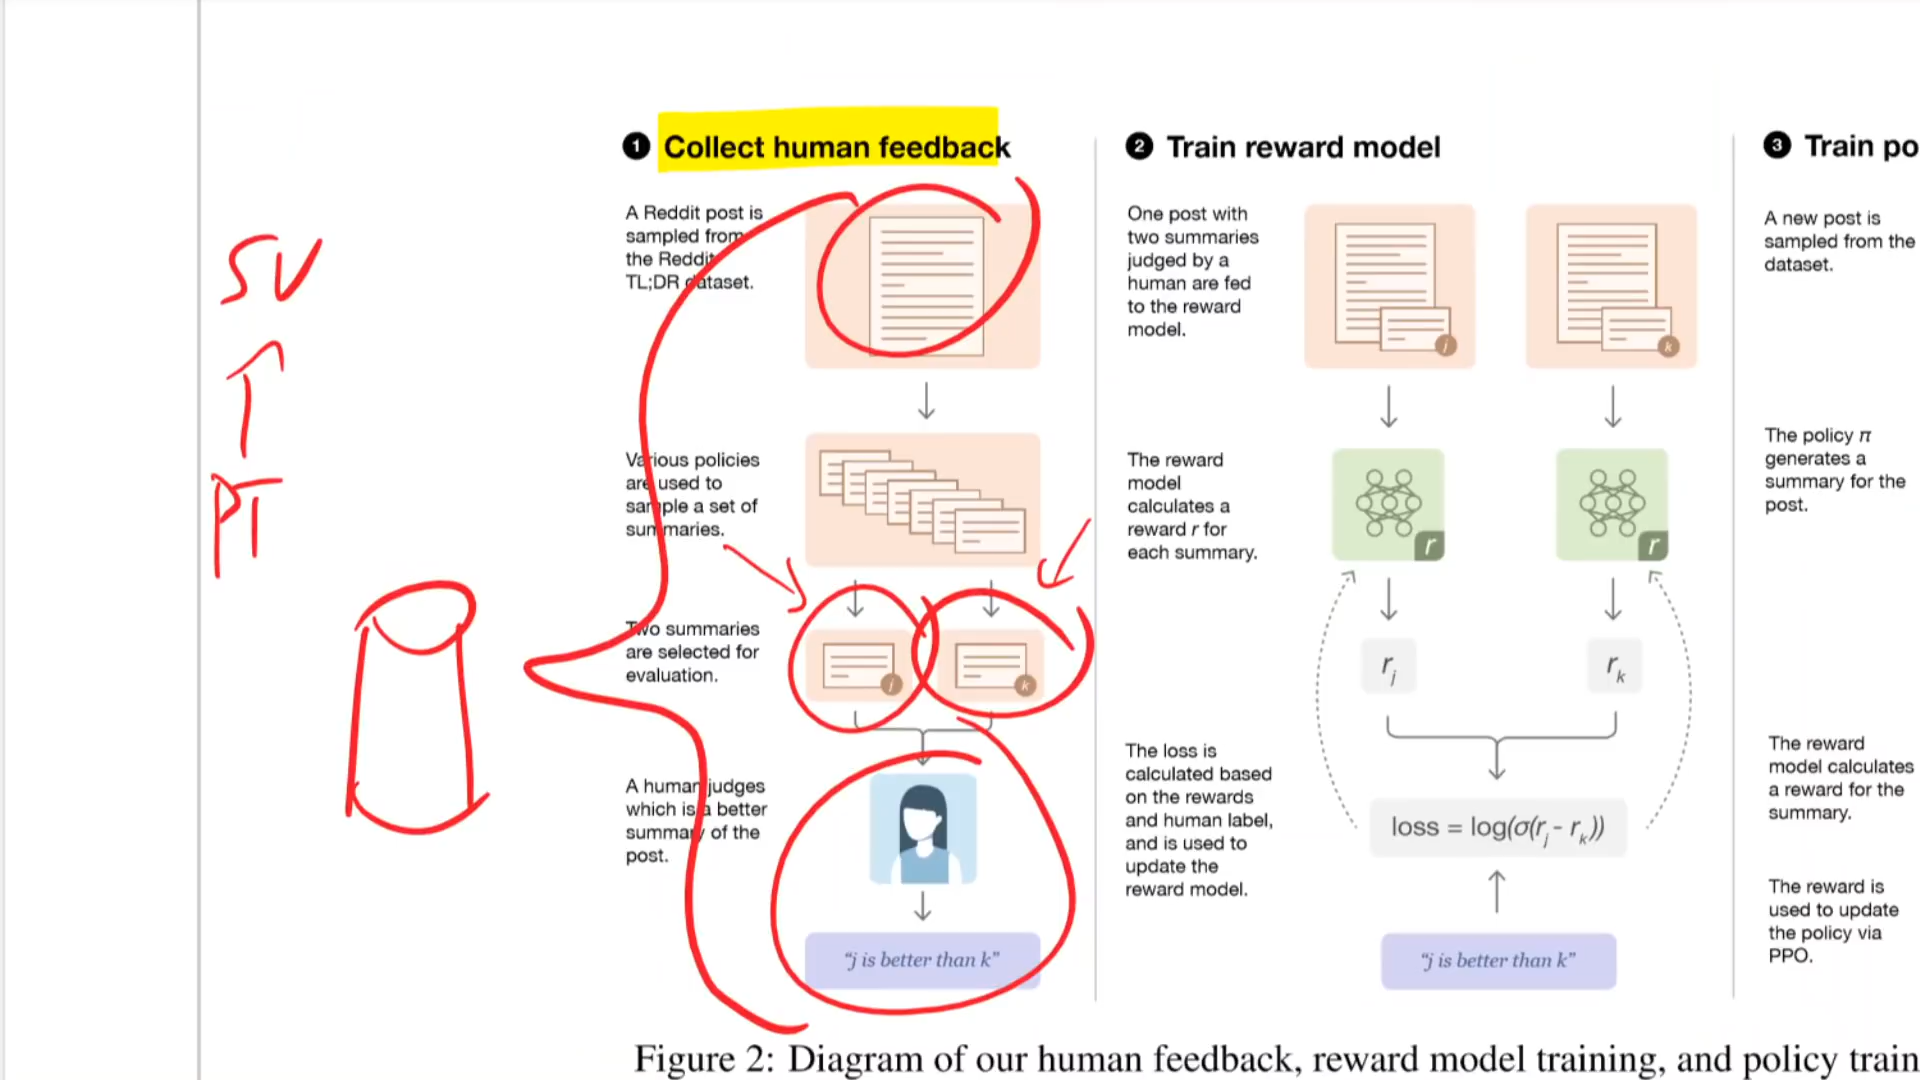 SV
PT
1 Collect human feedback
A Reddit post is
sampled from
the Reddit
TL;DR dataset.
Various policies
are used to
sample a set of
summaries.
Two summaries
are selected for
evaluation.
j
k
A human judges
which is a better
summary of the
post.
"j is better than k"
2 Train reward model
One post with
two summaries
judged by a
human are fed
to the reward
model.
j
k
The reward
model
calculates a
reward r for
each summary.
r
r
rj
rk
The loss is
calculated based
on the rewards
and human label,
and is used to
update the
reward model.
loss = log(σ(rj - rk))
"j is better than k"
3 Train po
A new post is
sampled from the
dataset.
The policy π
generates a
summary for the
post.
The reward
model calculates
a reward for the
summary.
The reward is
used to update
the policy via
PPO.
Figure 2: Diagram of our human feedback, reward model training, and policy train